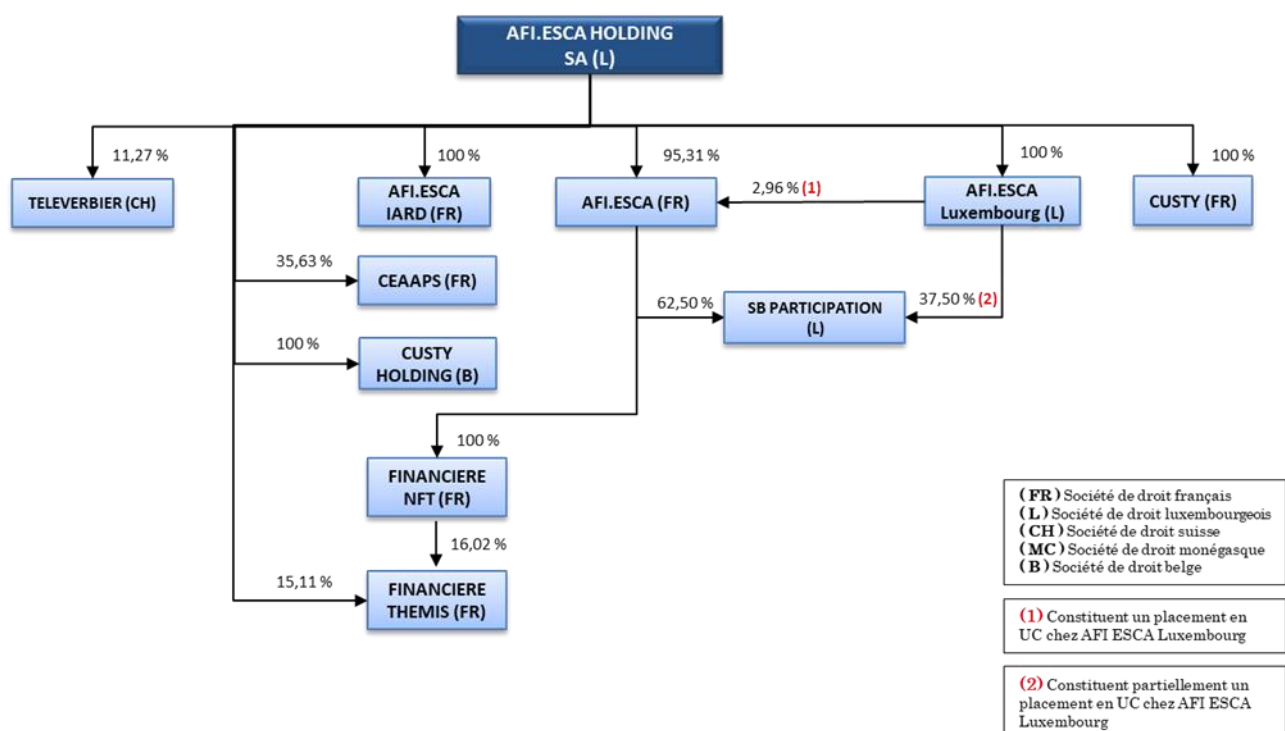 AFI.ESCA HOLDING
SA (L)
11,27 %
100 %
95,31 %
100 %
100 %
TELEVERBIER (CH)
AFI.ESCA
IARD (FR)
AFI.ESCA (FR)
2,96 % (1)
AFI.ESCA
Luxembourg (L)
CUSTY (FR)
35,63 %
CEAAPS (FR)
62,50 %
SB PARTICIPATION
(L)
37,50 % (2)
100 %
CUSTY
HOLDING (B)
100 %
FINANCIERE
NFT (FR)
16,02 %
15,11 %
FINANCIERE
THEMIS (FR)
(FR) Société de droit français
(L) Société de droit luxembourgeois
(CH) Société de droit suisse
(MC) Société de droit monégasque
(B) Société de droit belge
(1) Constituent un placement en
UC chez AFI ESCA Luxembourg
(2) Constituent partiellement un
placement en UC chez AFI ESCA
Luxembourg